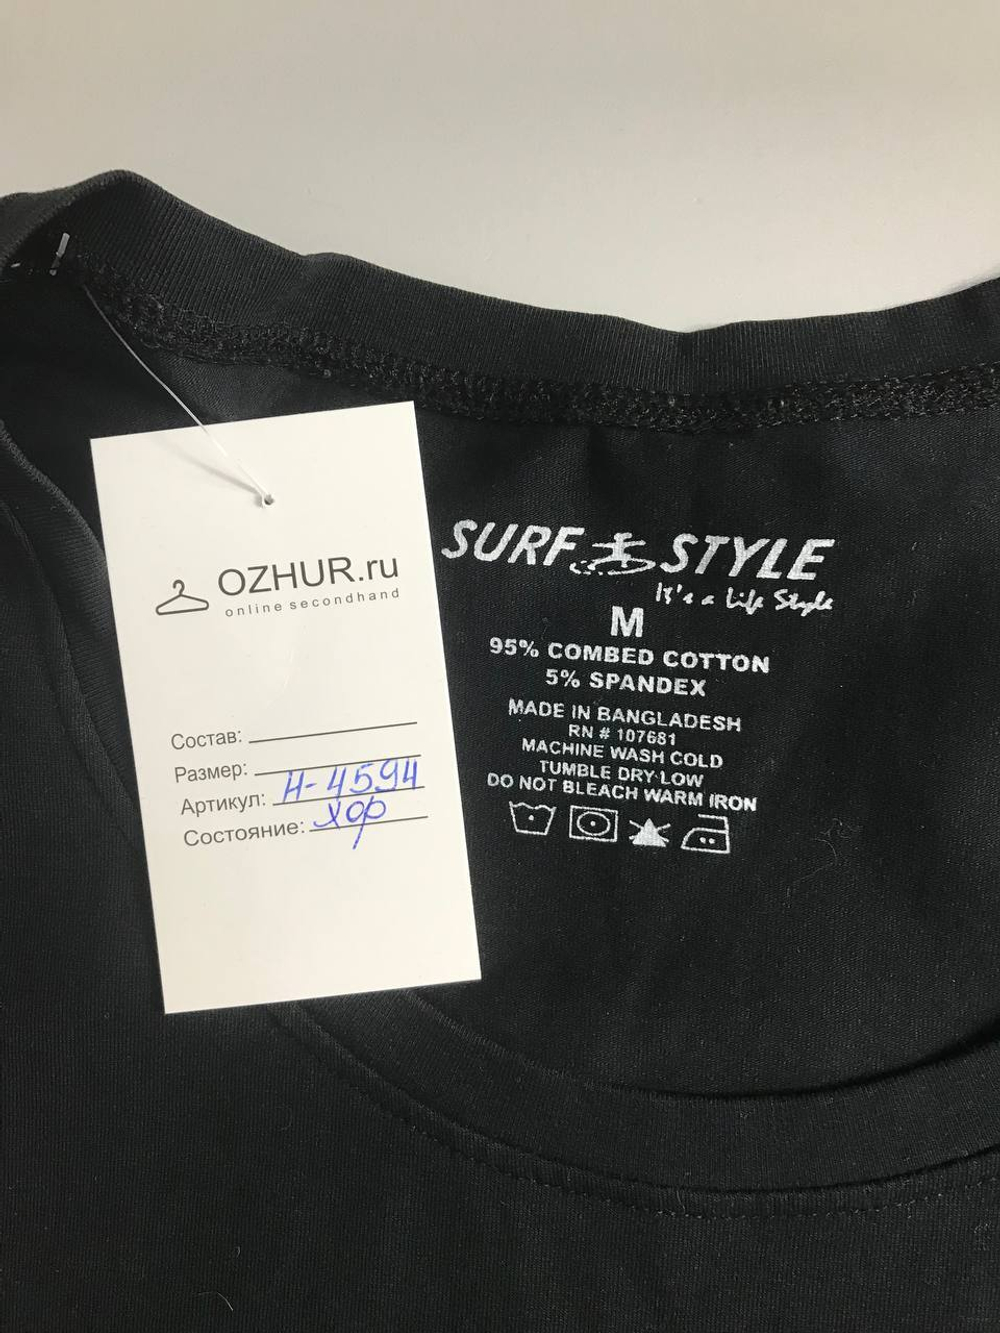 OZHUR.ru
online secondhand
Состав:
Размер:
Артикул: Н-4594
Состояние: хор
SURF STYLE
It's a Life Style
M
95% COMBED COTTON
5% SPANDEX
MADE IN BANGLADESH
RN # 107681
MACHINE WASH COLD
TUMBLE DRY LOW
DO NOT BLEACH WARM IRON